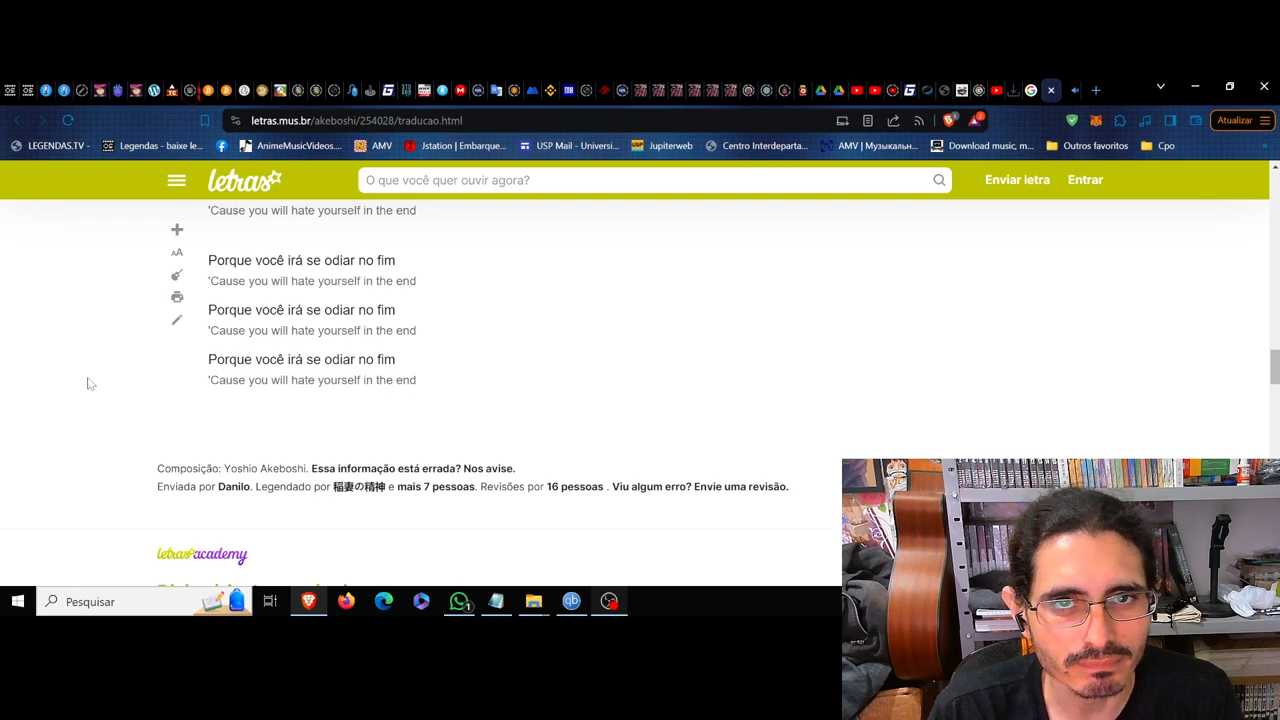 letras.mus.br/akeboshi/254028/traducao.html
Atualizar
LEGENDAS.TV -
Legendas - baixe le...
AnimeMusicVideos...
AMV
Jstation | Embarque...
USP Mail - Universi...
Jupiterweb
Centro Interdeparta...
AMV | Музыкальн...
Download music, m...
Outros favoritos
Cpo
letras
O que você quer ouvir agora?
Enviar letra
Entrar
'Cause you will hate yourself in the end
Porque você irá se odiar no fim
'Cause you will hate yourself in the end
Porque você irá se odiar no fim
'Cause you will hate yourself in the end
Porque você irá se odiar no fim
'Cause you will hate yourself in the end
Composição: Yoshio Akeboshi. Essa informação está errada? Nos avise.
Enviada por Danilo. Legendado por 稲妻の精神 e mais 7 pessoas. Revisões por 16 pessoas . Viu algum erro? Envie uma revisão.
letras academy
Pesquisar